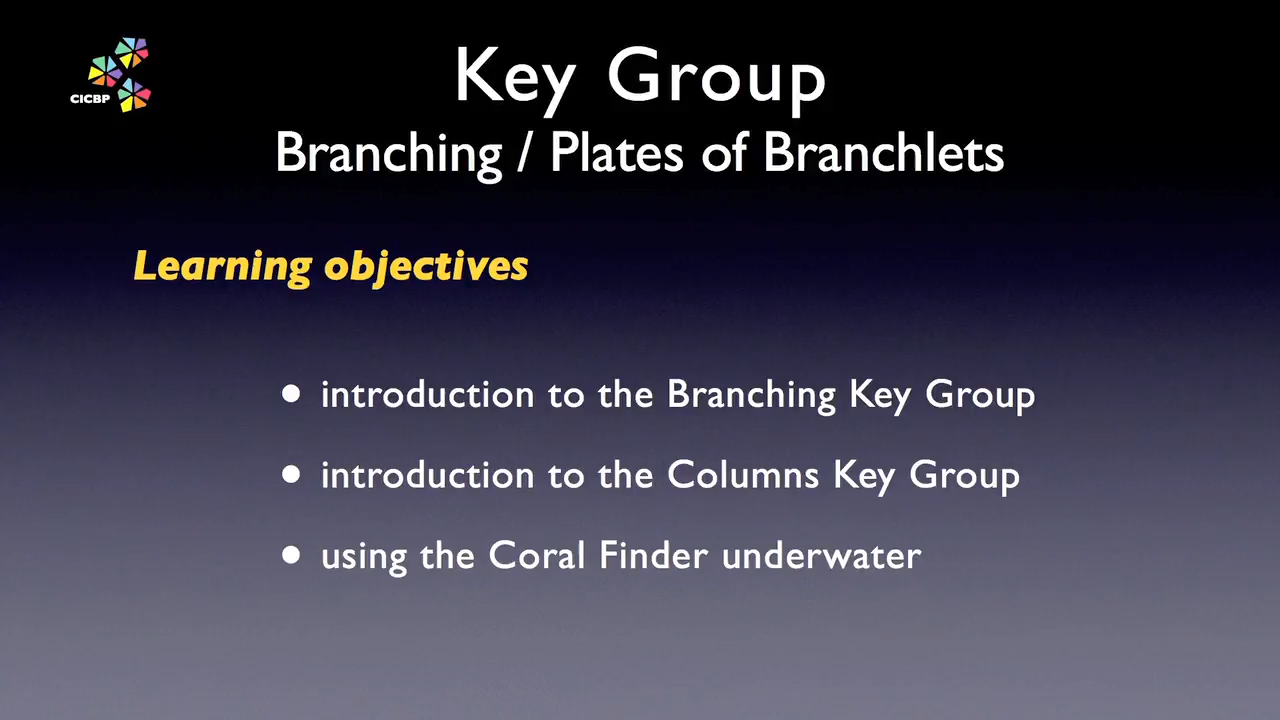 CICBP
Key Group
Branching / Plates of Branchlets
Learning objectives
• introduction to the Branching Key Group
• introduction to the Columns Key Group
• using the Coral Finder underwater